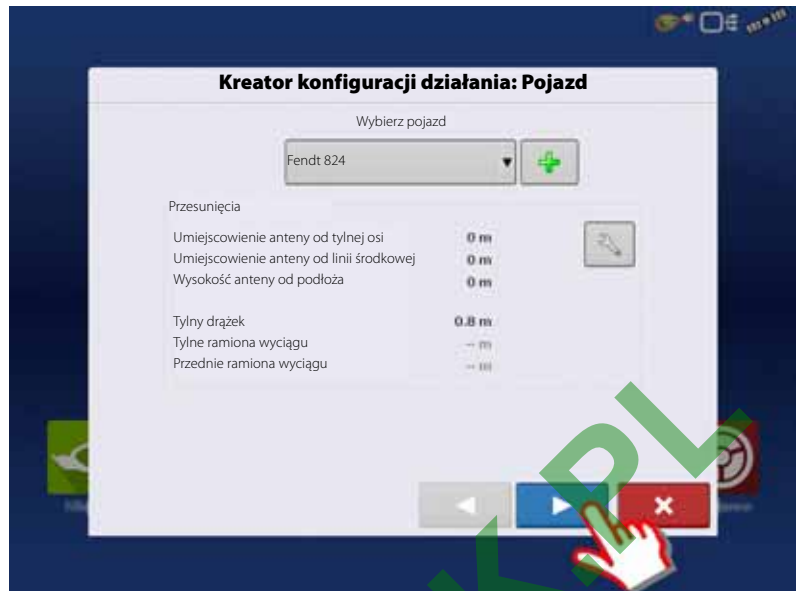 Kreator konfiguracji działania: Pojazd
Wybierz pojazd
Fendt 824
Przesunięcia
Umiejscowienie anteny od tylnej osi 0 m
Umiejscowienie anteny od linii środkowej 0 m
Wysokość anteny od podłoża 0 m
Tylny drążek 0.8 m
Tylne ramiona wyciągu -- m
Przednie ramiona wyciągu -- m
K.PL